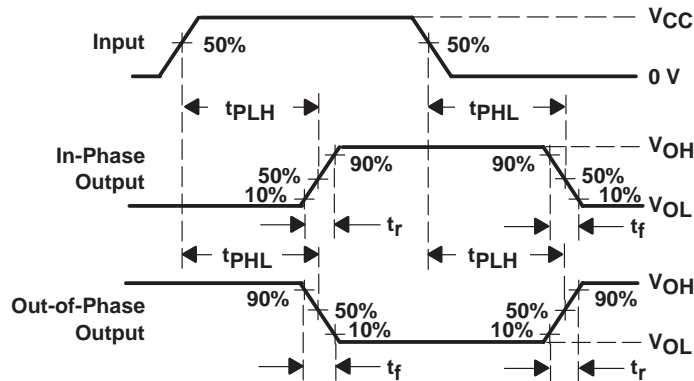 VCC
Input
50%
50%
0 V
tPLH
tPHL
In-Phase
Output
VOH
90%
90%
50%
50%
10%
10%
VOL
tr
tf
tPHL
tPLH
Out-of-Phase
Output
VOH
90%
90%
50%
50%
10%
10%
VOL
tf
tr